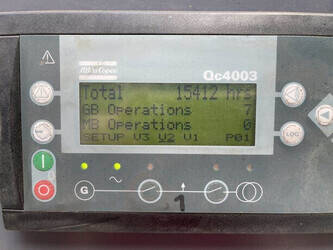 Atlas Copco
Qc4003
Total 15412 hrs
GB Operations 7
MB Operations 0
SETUP V3 V2 V1 P01
LOG
G
1